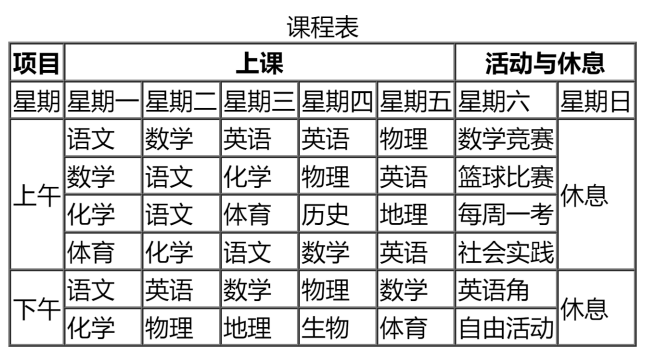 课程表
项目 上课 活动与休息
星期 星期一 星期二 星期三 星期四 星期五 星期六 星期日
上午 语文 数学 英语 英语 物理 数学竞赛 休息
数学 语文 化学 物理 英语 篮球比赛
化学 语文 体育 历史 地理 每周一考
体育 化学 语文 数学 英语 社会实践
下午 语文 英语 数学 物理 数学 英语角 休息
化学 物理 地理 生物 体育 自由活动